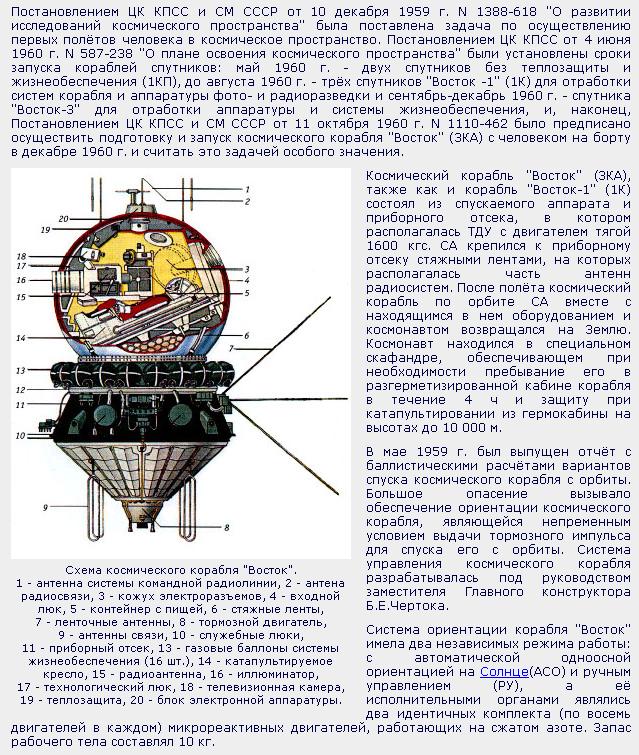 Постановлением ЦК КПСС и СМ СССР от 10 декабря 1959 г. N 1388-618 "О развитии
исследований космического пространства" была поставлена задача по осуществлению
первых полётов человека в космическое пространство. Постановлением ЦК КПСС от 4 июня
1960 г. N 587-238 "О плане освоения космического пространства" были установлены сроки
запуска кораблей спутников: май 1960 г. - двух спутников без теплозащиты и
жизнеобеспечения (1КП), до августа 1960 г. - трёх спутников "Восток -1" (1К) для отработки
систем корабля и аппаратуры фото- и радиоразведки и сентябрь-декабрь 1960 г. - спутника
"Восток-3" для отработки аппаратуры и системы жизнеобеспечения, и, наконец,
Постановлением ЦК КПСС и СМ СССР от 11 октября 1960 г. N 1110-462 было предписано
осуществить подготовку и запуск космического корабля "Восток" (ЗКА) с человеком на борту
в декабре 1960 г. и считать это задачей особого значения.
1
2
20
19
18
17
16
15
3
4
5
14
6
7
13
12
11
10
9
8
Схема космического корабля "Восток".
1 - антенна системы командной радиолинии, 2 - антена
радиосвязи, 3 - кожух электроразъемов, 4 - входной
люк, 5 - контейнер с пищей, 6 - стяжные ленты,
7 - ленточные антенны, 8 - тормозной двигатель,
9 - антенны связи, 10 - служебные люки,
11 - приборный отсек, 13 - газовые баллоны системы
жизнеобеспечения (16 шт.), 14 - катапультируемое
кресло, 15 - радиоантенна, 16 - иллюминатор,
17 - технологический люк, 18 - телевизионная камера,
19 - теплозащита, 20 - блок электронной аппаратуры.
Космический корабль "Восток" (ЗКА),
также как и корабль "Восток-1" (1К)
состоял из спускаемого аппарата и
приборного отсека, в котором
располагалась ТДУ с двигателем тягой
1600 кгс. СА крепился к приборному
отсеку стяжными лентами, на которых
располагалась часть антенн
радиосистем. После полёта космический
корабль по орбите СА вместе с
находящимся в нем оборудованием и
космонавтом возвращался на Землю.
Космонавт находился в специальном
скафандре, обеспечивающем при
необходимости пребывание его в
разгерметизированной кабине корабля
в течение 4 ч и защиту при
катапультировании из гермокабины на
высотах до 10 000 м.
В мае 1959 г. был выпущен отчёт с
баллистическими расчётами вариантов
спуска космического корабля с орбиты.
Большое опасение вызывало
обеспечение ориентации космического
корабля, являющейся непременным
условием выдачи тормозного импульса
для спуска его с орбиты. Система
управления космического корабля
разрабатывалась под руководством
заместителя Главного конструктора
Б.Е.Чертока.
Система ориентации корабля "Восток"
имела два независимых режима работы:
с автоматической одноосной
ориентацией на Солнце(АСО) и ручным
управлением (РУ), а её
исполнительными органами являлись
два идентичных комплекта (по восемь
двигателей в каждом) микрореактивных двигателей, работающих на сжатом азоте. Запас
рабочего тела составлял 10 кг.